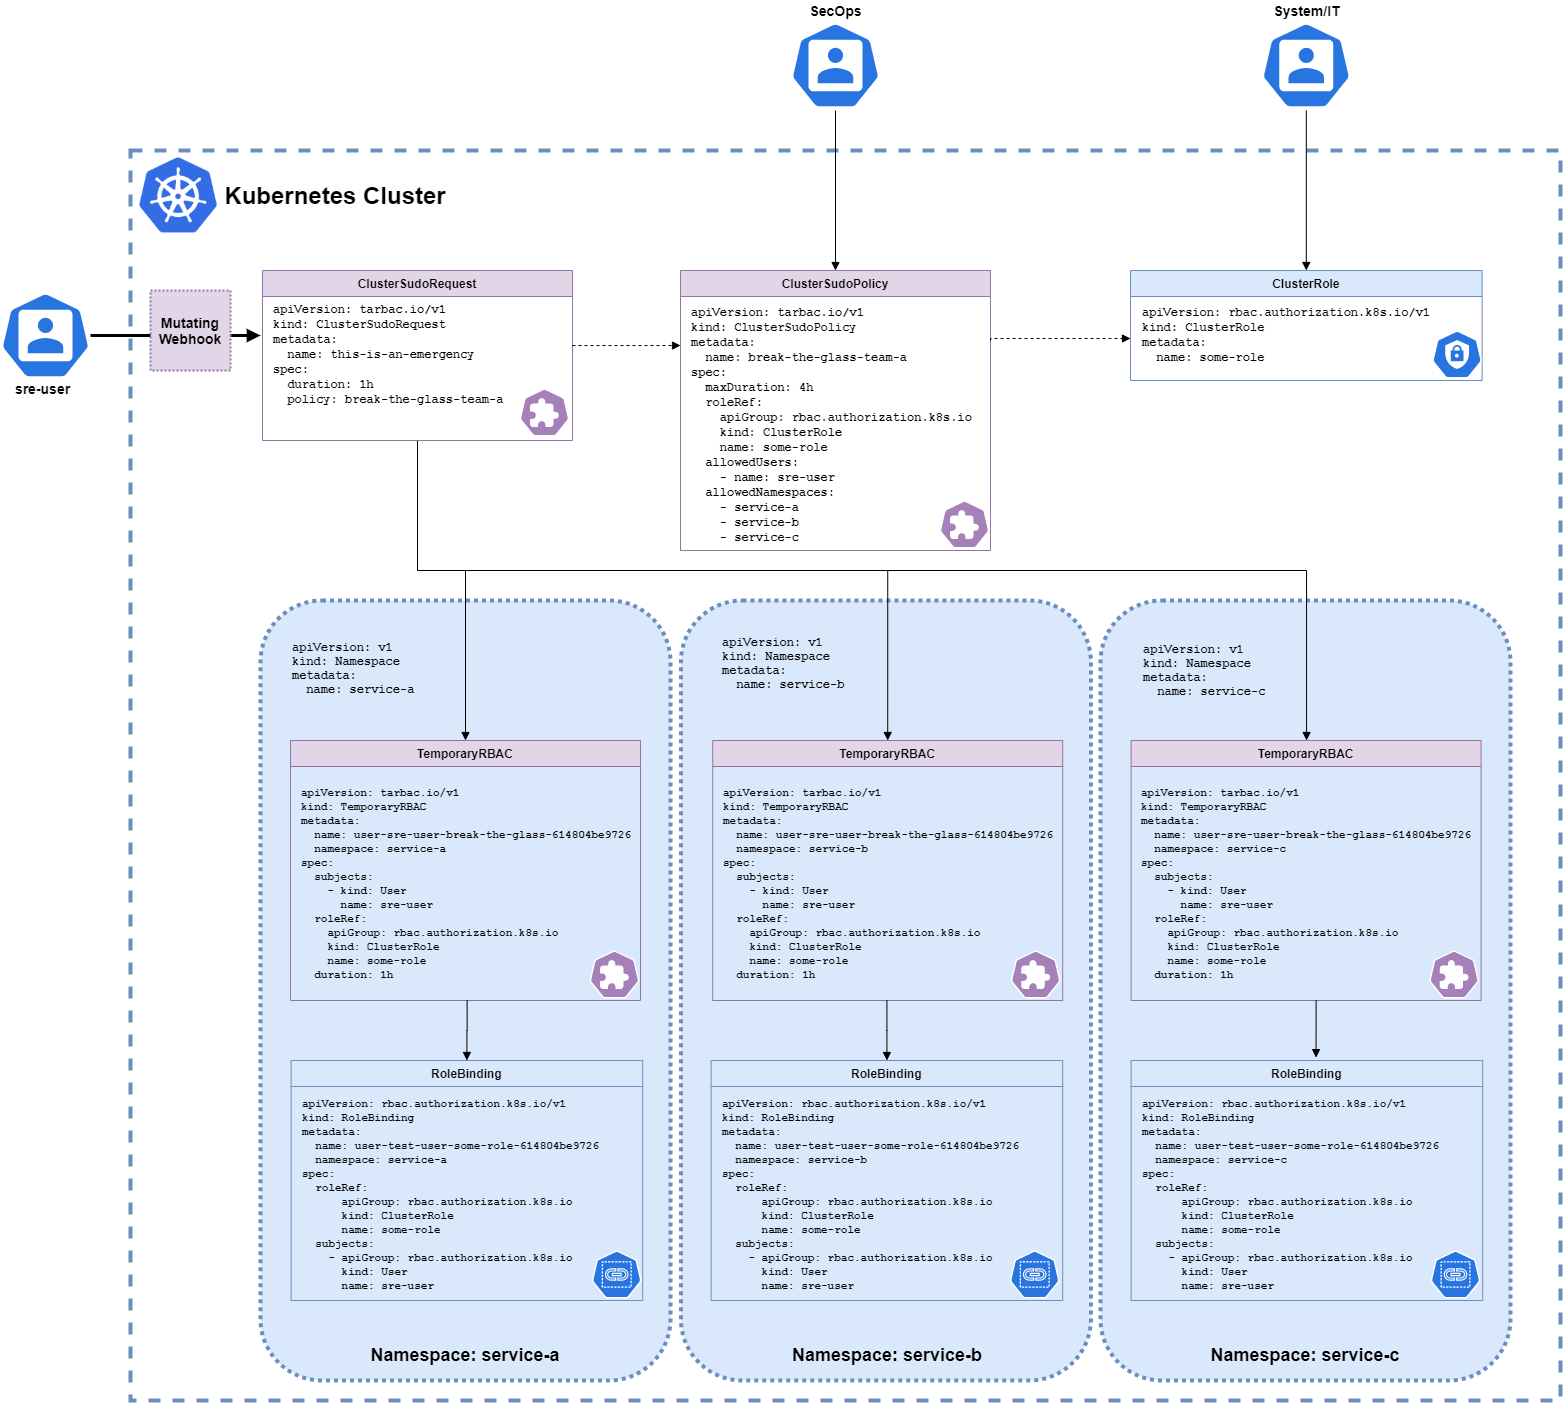 SecOps
System/IT
Kubernetes Cluster
sre-user
Mutating
Webhook
ClusterSudoRequest
apiVersion: tarbac.io/v1
kind: ClusterSudoRequest
metadata:
  name: this-is-an-emergency
spec:
  duration: 1h
  policy: break-the-glass-team-a
ClusterSudoPolicy
apiVersion: tarbac.io/v1
kind: ClusterSudoPolicy
metadata:
  name: break-the-glass-team-a
spec:
  maxDuration: 4h
  roleRef:
    apiGroup: rbac.authorization.k8s.io
    kind: ClusterRole
    name: some-role
  allowedUsers:
    - name: sre-user
  allowedNamespaces:
    - service-a
    - service-b
    - service-c
ClusterRole
apiVersion: rbac.authorization.k8s.io/v1
kind: ClusterRole
metadata:
  name: some-role
apiVersion: v1
kind: Namespace
metadata:
  name: service-a
TemporaryRBAC
apiVersion: tarbac.io/v1
kind: TemporaryRBAC
metadata:
  name: user-sre-user-break-the-glass-614804be9726
  namespace: service-a
spec:
  subjects:
    - kind: User
      name: sre-user
  roleRef:
    apiGroup: rbac.authorization.k8s.io
    kind: ClusterRole
    name: some-role
  duration: 1h
RoleBinding
apiVersion: rbac.authorization.k8s.io/v1
kind: RoleBinding
metadata:
  name: user-test-user-some-role-614804be9726
  namespace: service-a
spec:
  roleRef:
      apiGroup: rbac.authorization.k8s.io
      kind: ClusterRole
      name: some-role
  subjects:
    - apiGroup: rbac.authorization.k8s.io
      kind: User
      name: sre-user
Namespace: service-a
apiVersion: v1
kind: Namespace
metadata:
  name: service-b
TemporaryRBAC
apiVersion: tarbac.io/v1
kind: TemporaryRBAC
metadata:
  name: user-sre-user-break-the-glass-614804be9726
  namespace: service-b
spec:
  subjects:
    - kind: User
      name: sre-user
  roleRef:
    apiGroup: rbac.authorization.k8s.io
    kind: ClusterRole
    name: some-role
  duration: 1h
RoleBinding
apiVersion: rbac.authorization.k8s.io/v1
kind: RoleBinding
metadata:
  name: user-test-user-some-role-614804be9726
  namespace: service-b
spec:
  roleRef:
      apiGroup: rbac.authorization.k8s.io
      kind: ClusterRole
      name: some-role
  subjects:
    - apiGroup: rbac.authorization.k8s.io
      kind: User
      name: sre-user
Namespace: service-b
apiVersion: v1
kind: Namespace
metadata:
  name: service-c
TemporaryRBAC
apiVersion: tarbac.io/v1
kind: TemporaryRBAC
metadata:
  name: user-sre-user-break-the-glass-614804be9726
  namespace: service-c
spec:
  subjects:
    - kind: User
      name: sre-user
  roleRef:
    apiGroup: rbac.authorization.k8s.io
    kind: ClusterRole
    name: some-role
  duration: 1h
RoleBinding
apiVersion: rbac.authorization.k8s.io/v1
kind: RoleBinding
metadata:
  name: user-test-user-some-role-614804be9726
  namespace: service-c
spec:
  roleRef:
      apiGroup: rbac.authorization.k8s.io
      kind: ClusterRole
      name: some-role
  subjects:
    - apiGroup: rbac.authorization.k8s.io
      kind: User
      name: sre-user
Namespace: service-c